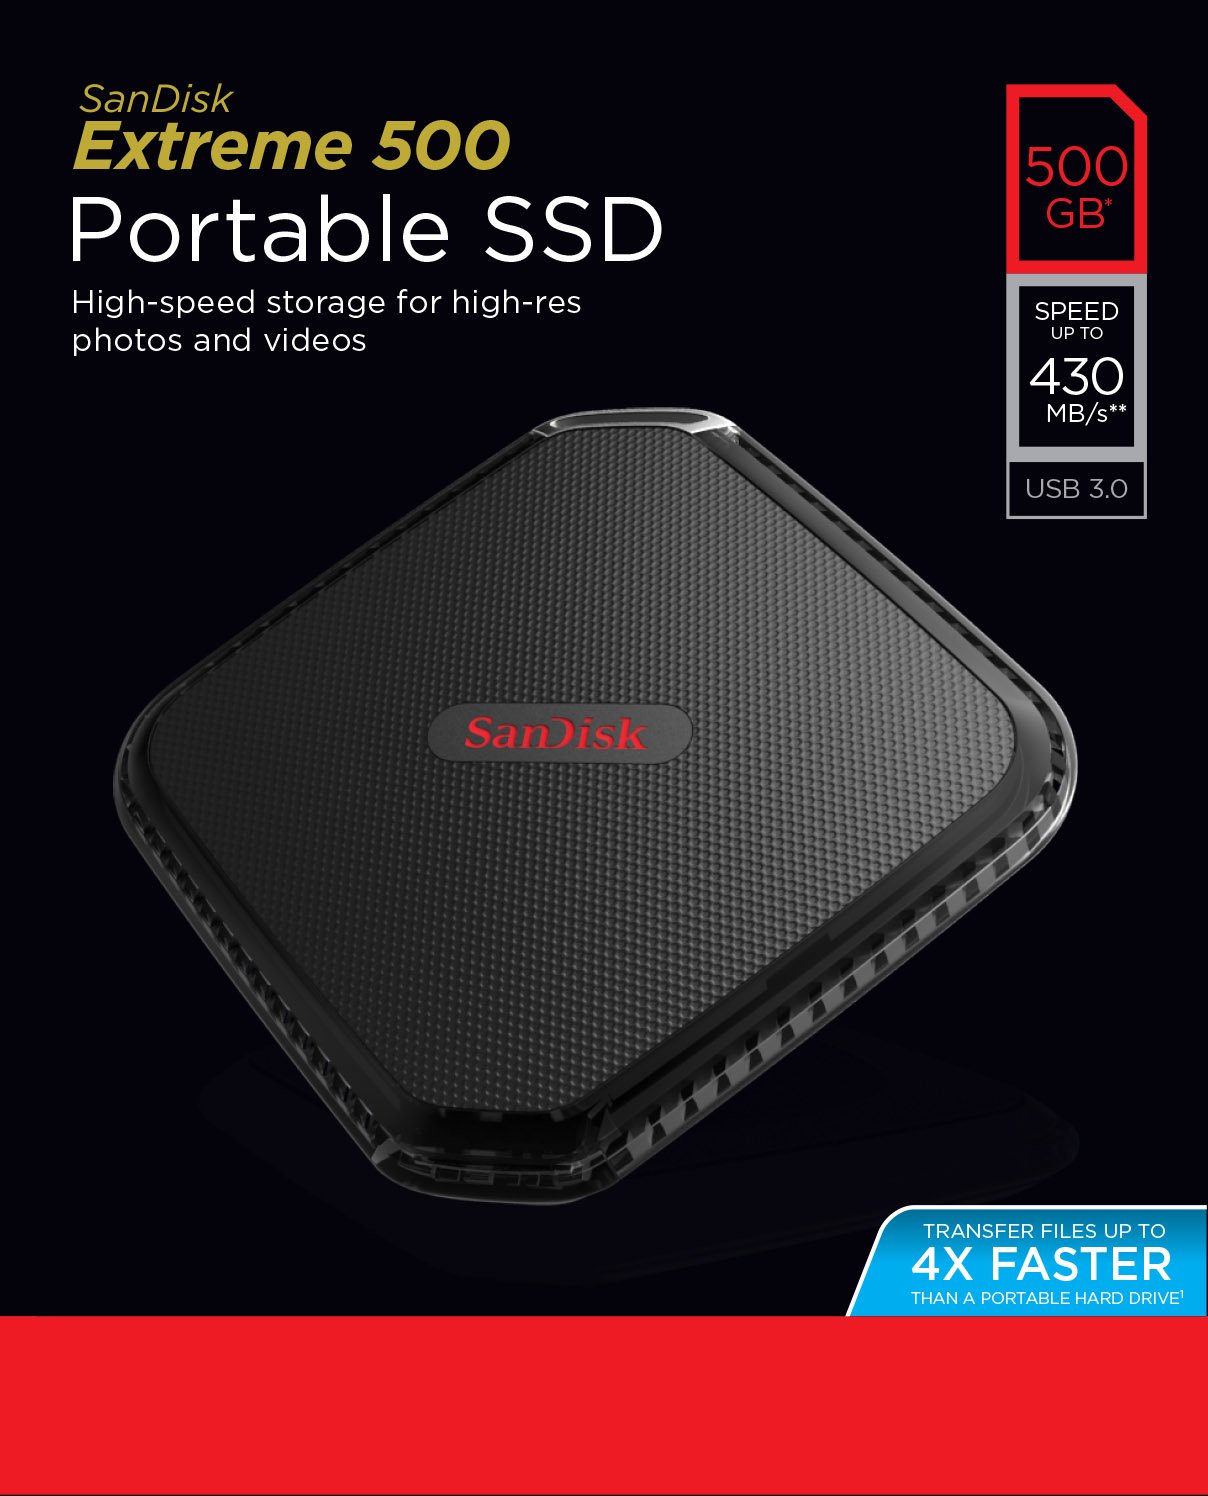 SanDisk
Extreme 500
Portable SSD
High-speed storage for high-res
photos and videos
500
GB*
SPEED
UP TO
430
MB/s**
USB 3.0
SanDisk
TRANSFER FILES UP TO
4X FASTER
THAN A PORTABLE HARD DRIVE¹